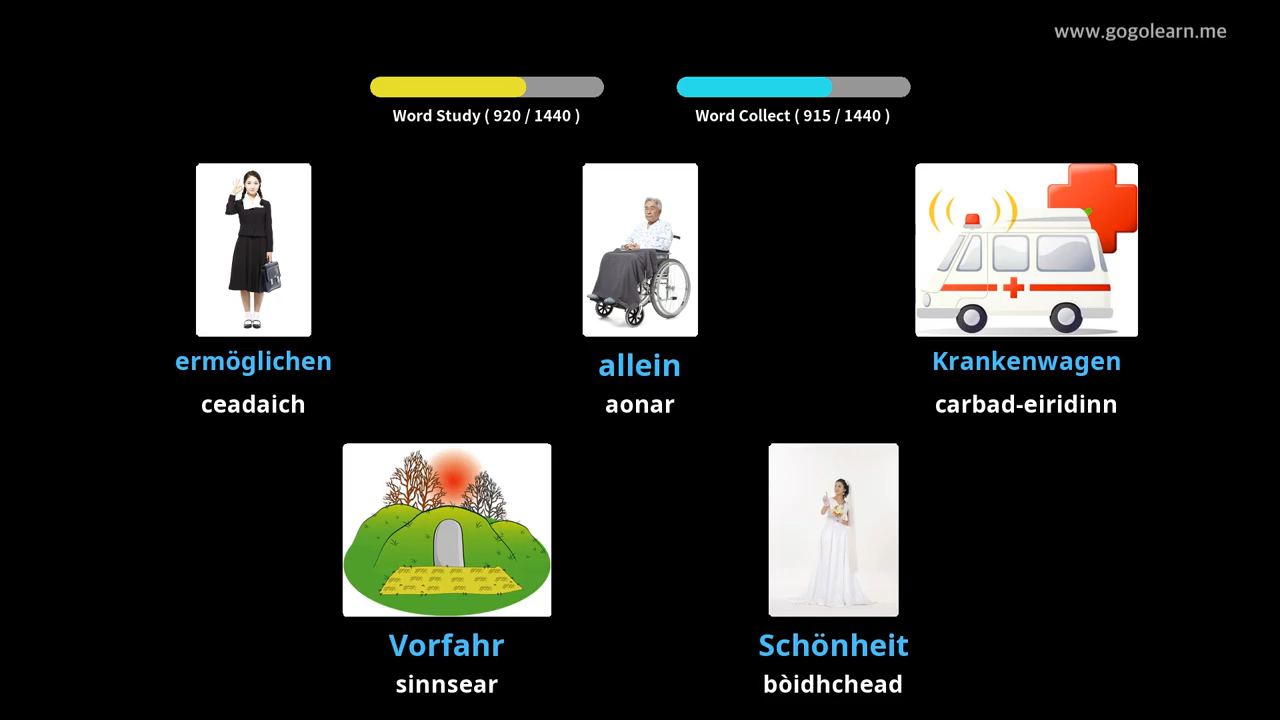 www.gogolearn.me
Word Study ( 920 / 1440 )
Word Collect ( 915 / 1440 )
ermöglichen
ceadaich
allein
aonar
Krankenwagen
carbad-eiridinn
Vorfahr
sinnsear
Schönheit
bòidhchead